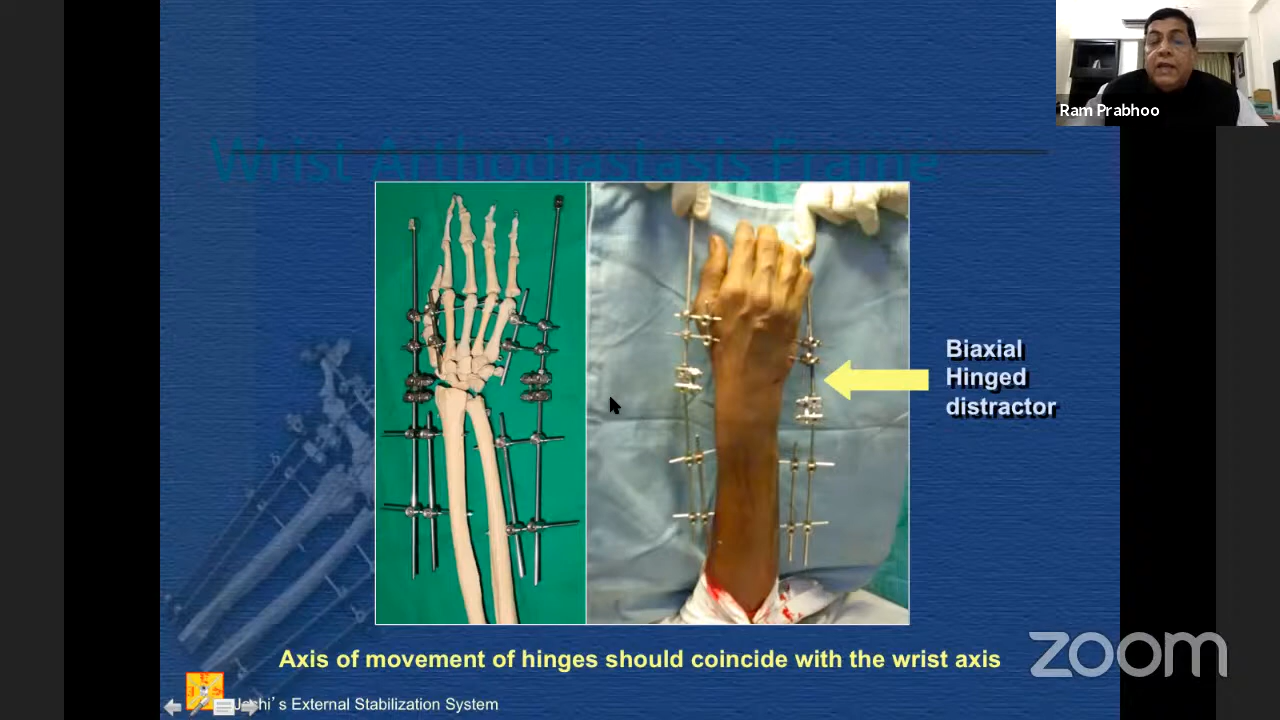 Ram Prabhoo
Wrist Arthodiastasis Frame
Biaxial
Hinged
distractor
Axis of movement of hinges should coincide with the wrist axis
zoom
External Stabilization System